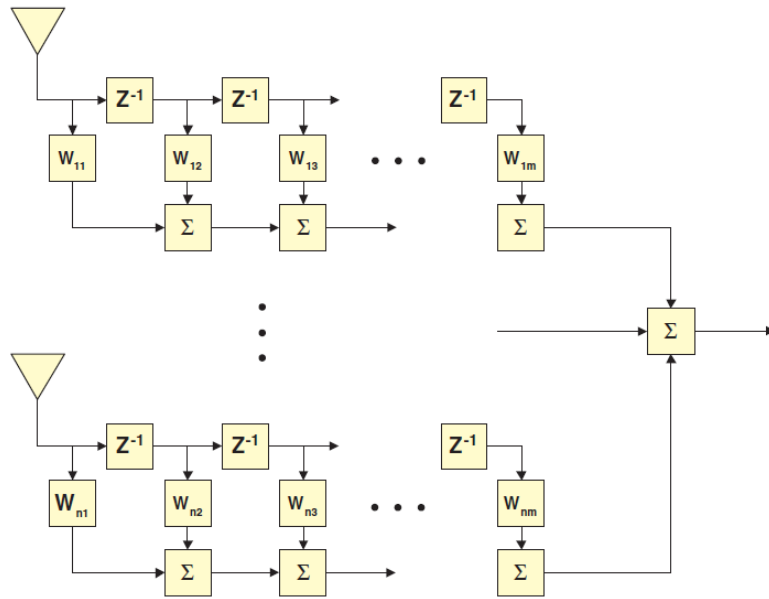 Z⁻¹ Z⁻¹ Z⁻¹
W₁₁ W₁₂ W₁₃ • • • W₁ₘ
Σ Σ Σ
Σ
Z⁻¹ Z⁻¹ Z⁻¹
Wₙ₁ Wₙ₂ Wₙ₃ • • • Wₙₘ
Σ Σ Σ